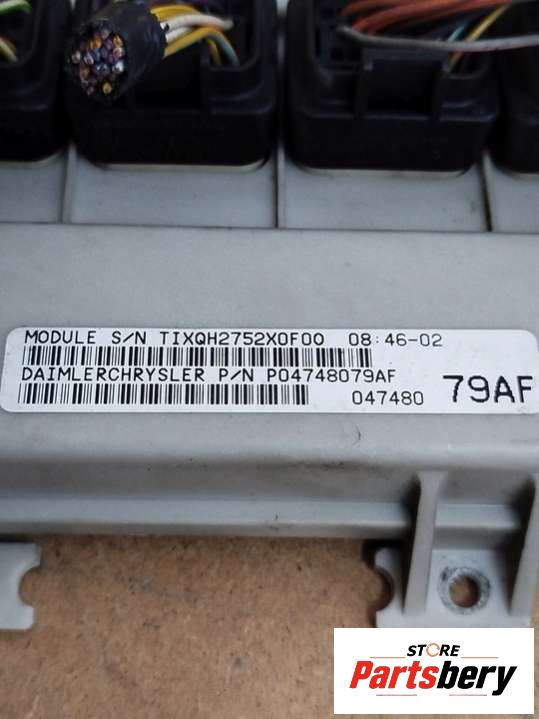 MODULE S/N TIXQH2752X0F00 08:46-02
DAIMLERCHRYSLER P/N P04748079AF
047480 79AF
STORE
Partsbery